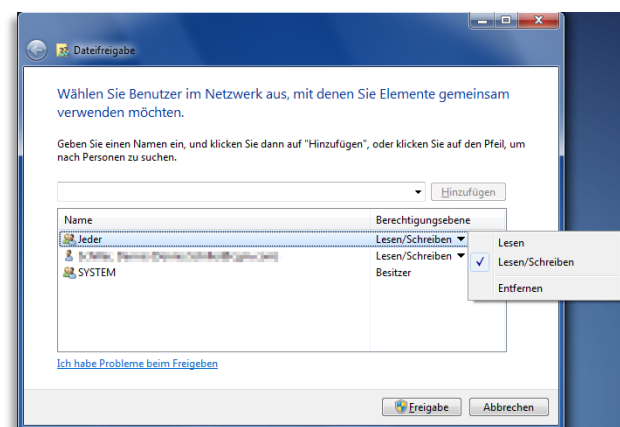 Dateifreigabe
Wählen Sie Benutzer im Netzwerk aus, mit denen Sie Elemente gemeinsam
verwenden möchten.
Geben Sie einen Namen ein, und klicken Sie dann auf "Hinzufügen", oder klicken Sie auf den Pfeil, um
nach Personen zu suchen.
Hinzufügen
Name Berechtigungsebene
Jeder Lesen/Schreiben
Lesen/Schreiben
SYSTEM Besitzer
Lesen
Lesen/Schreiben
Entfernen
Ich habe Probleme beim Freigeben
Freigabe Abbrechen